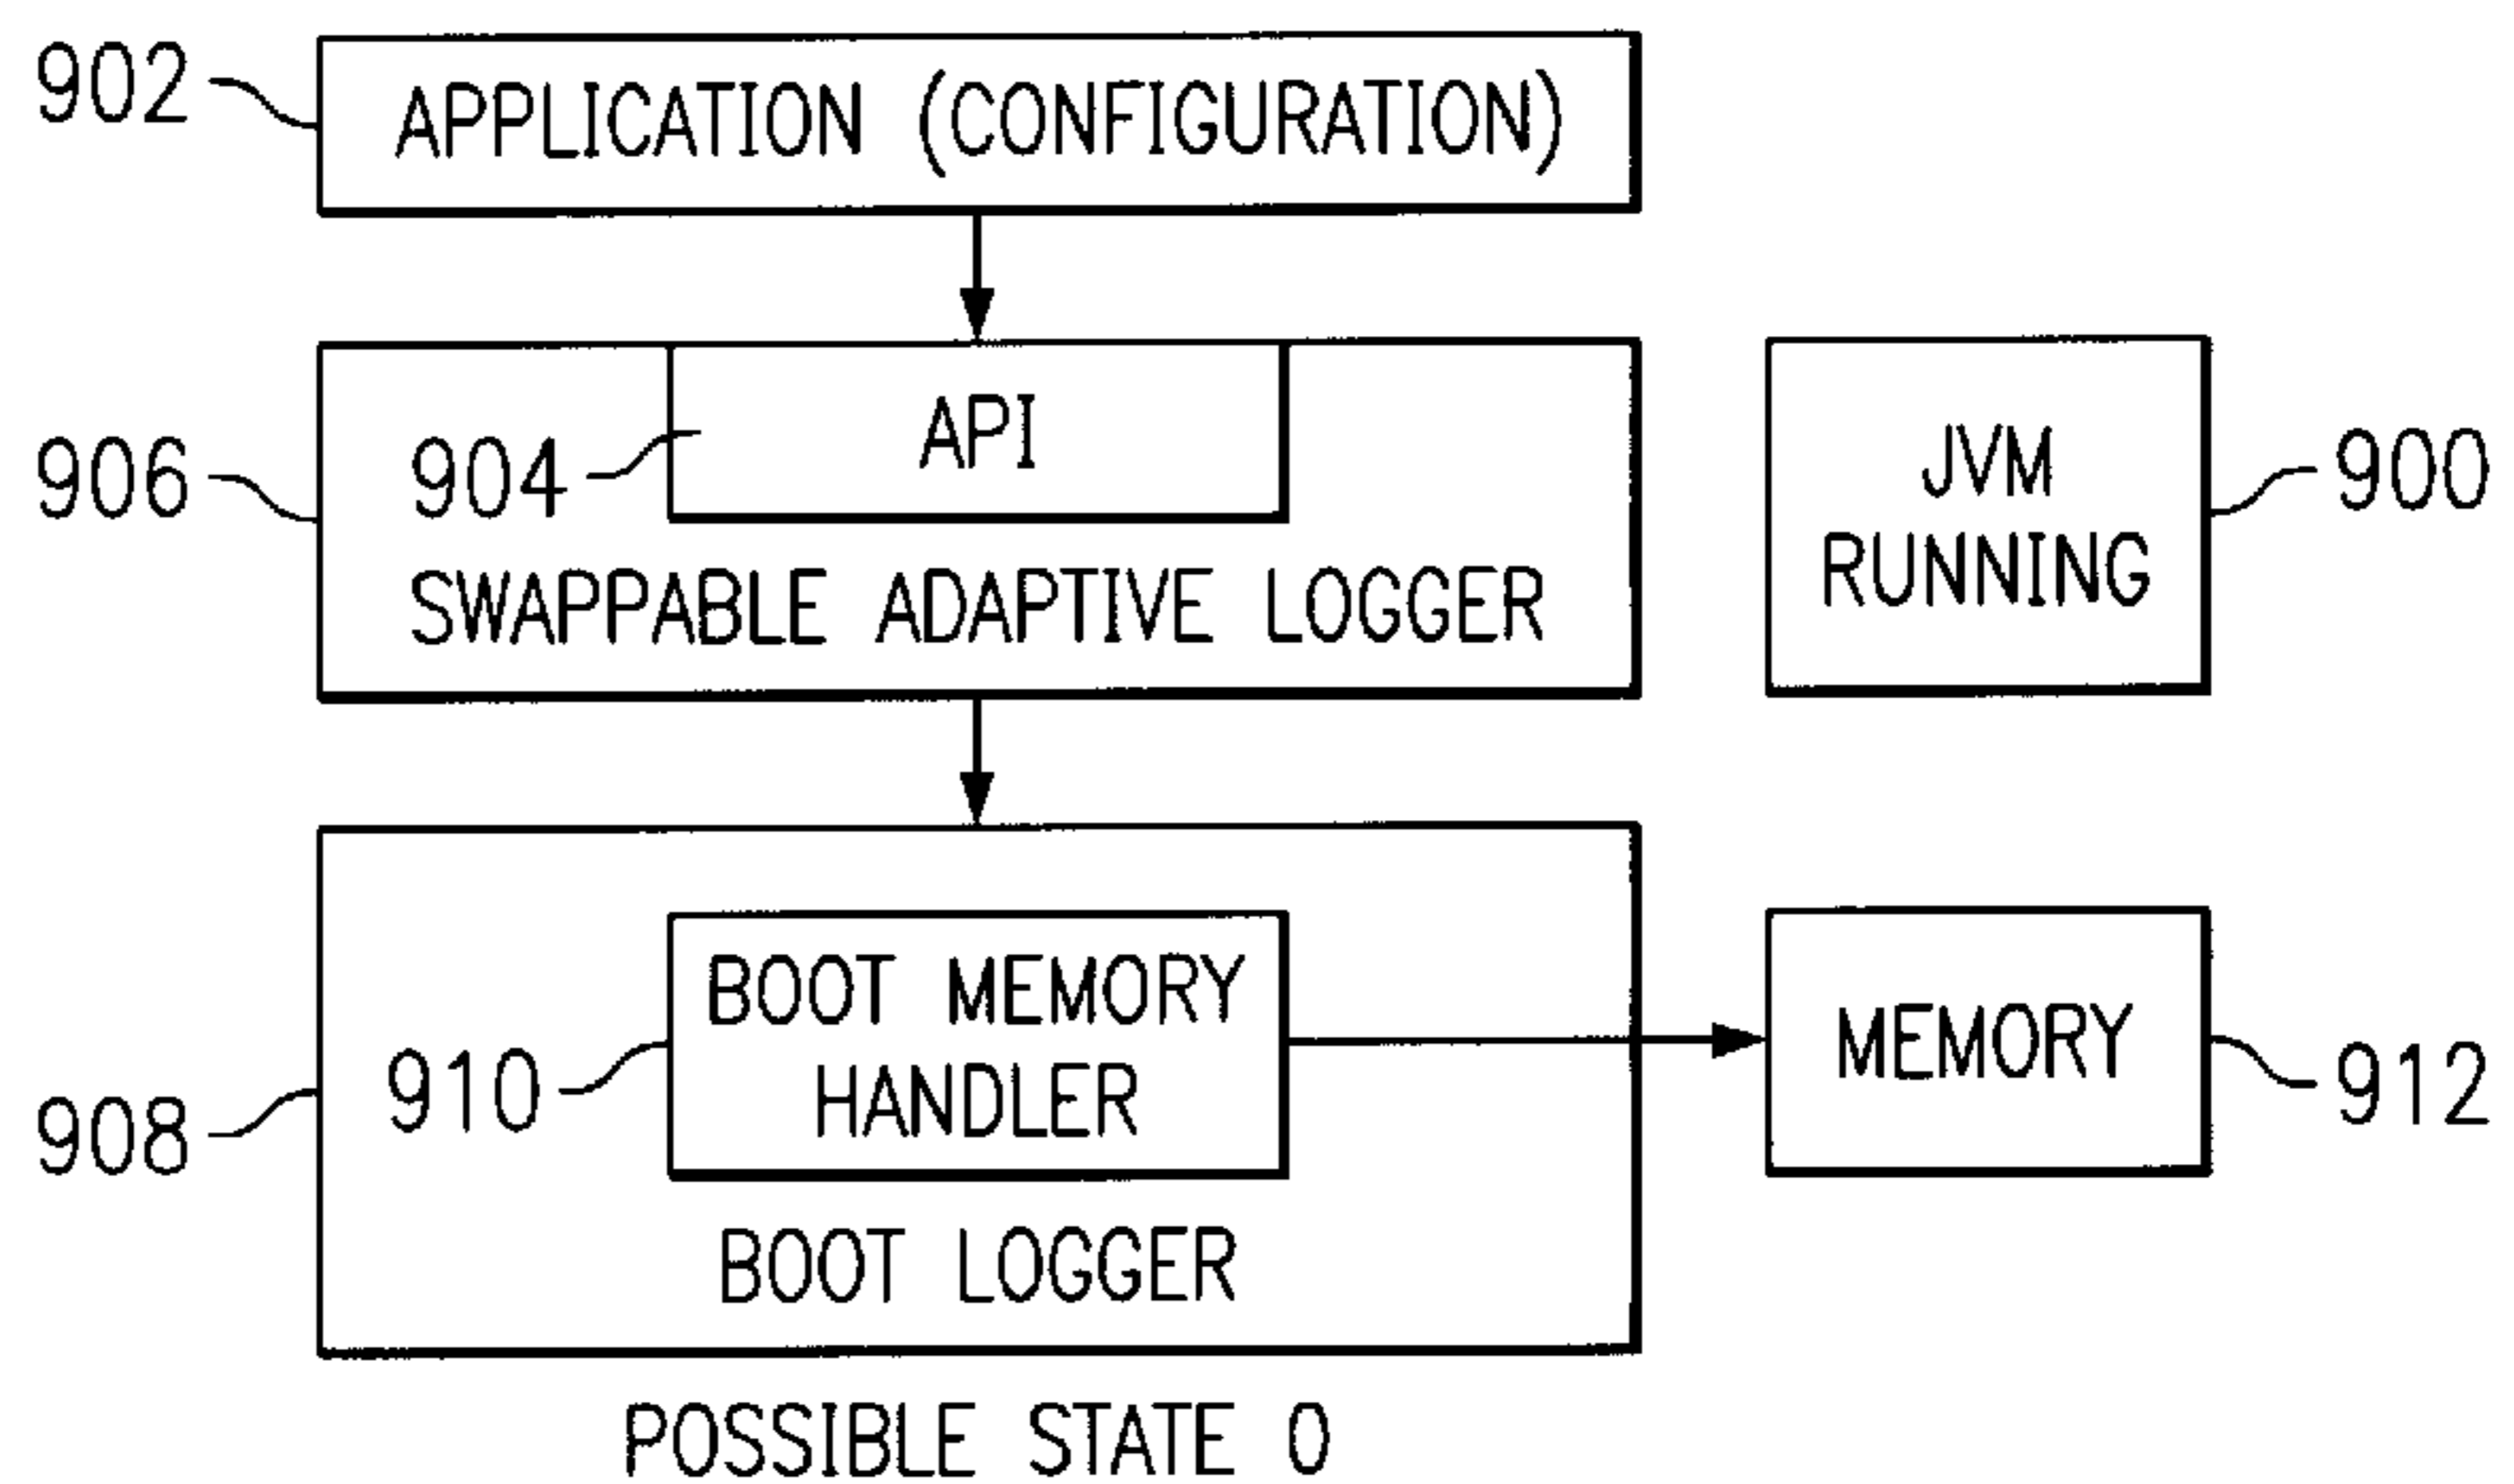 902
APPLICATION (CONFIGURATION)
906
904
API
SWAPPABLE ADAPTIVE LOGGER
JVM
RUNNING
900
908
910
BOOT MEMORY
HANDLER
BOOT LOGGER
MEMORY
912
POSSIBLE STATE 0